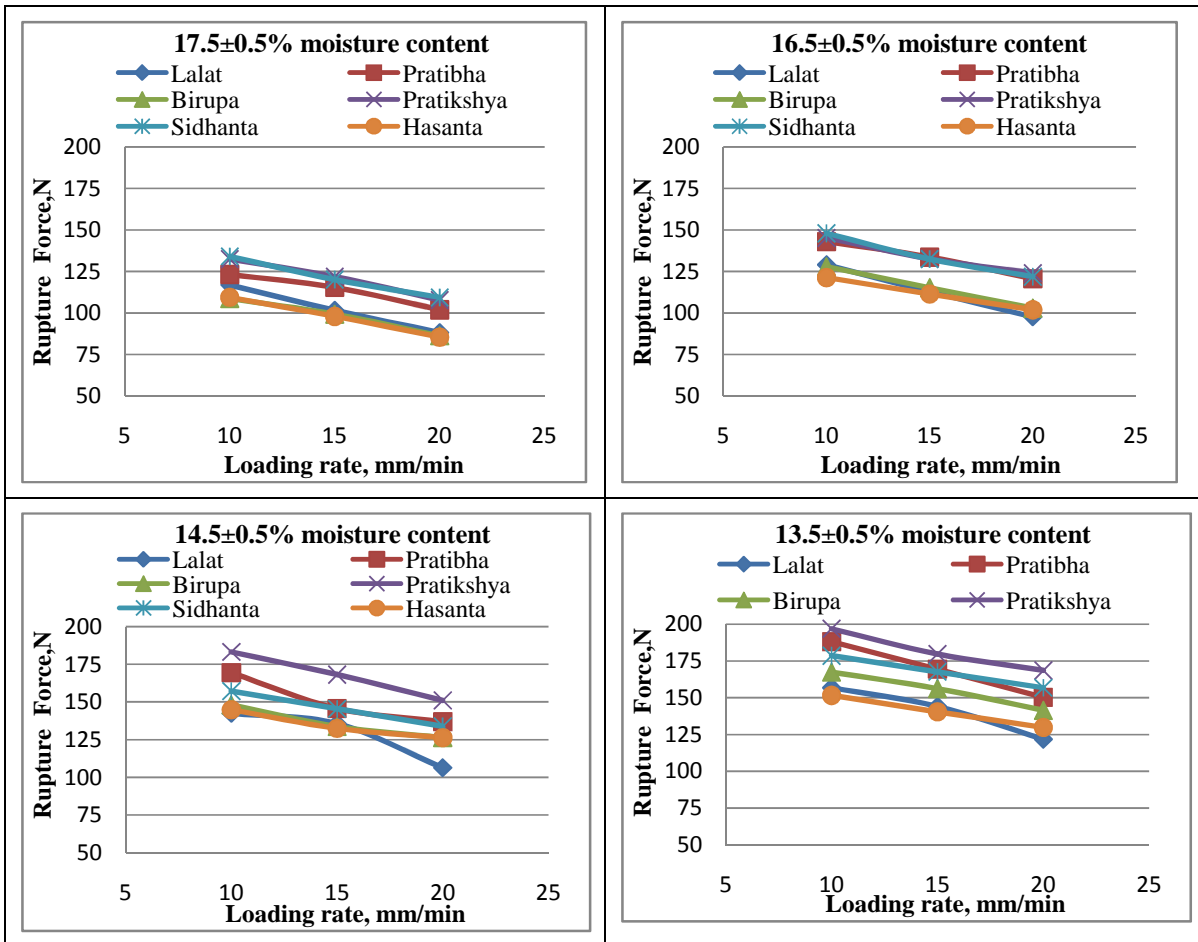 17.5±0.5% moisture content
Lalat Pratibha
Birupa Pratikshya
Sidhanta Hasanta
200
175
150
125
100
75
50
5 10 15 20 25
Rupture Force,N
Loading rate, mm/min
16.5±0.5% moisture content
Lalat Pratibha
Birupa Pratikshya
Sidhanta Hasanta
200
175
150
125
100
75
50
5 10 15 20 25
Rupture Force,N
Loading rate, mm/min
14.5±0.5% moisture content
Lalat Pratibha
Birupa Pratikshya
Sidhanta Hasanta
200
175
150
125
100
75
50
5 10 15 20 25
Rupture Force,N
Loading rate, mm/min
13.5±0.5% moisture content
Lalat Pratibha
Birupa Pratikshya
200
175
150
125
100
75
50
5 10 15 20 25
Rupture Force,N
Loading rate, mm/min